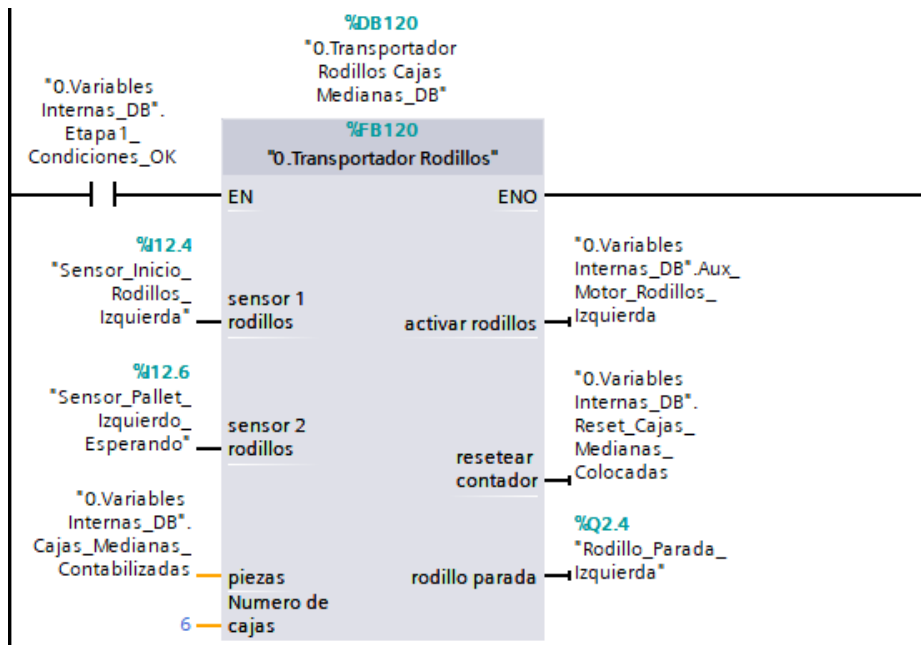 %DB120
"0.Transportador
Rodillos Cajas
Medianas_DB"
"0.Variables
Internas_DB".
Etapa1_
Condiciones_OK
%FB120
"0.Transportador Rodillos"
EN
ENO
%I12.4
"Sensor_Inicio_
Rodillos_
Izquierda"
sensor 1
rodillos
activar rodillos
"0.Variables
Internas_DB".Aux_
Motor_Rodillos_
Izquierda
%I12.6
"Sensor_Pallet_
Izquierdo_
Esperando"
sensor 2
rodillos
resetear
contador
"0.Variables
Internas_DB".
Reset_Cajas_
Medianas_
Colocadas
"0.Variables
Internas_DB".
Cajas_Medianas_
Contabilizadas
piezas
rodillo parada
%Q2.4
"Rodillo_Parada_
Izquierda"
6
Numero de
cajas